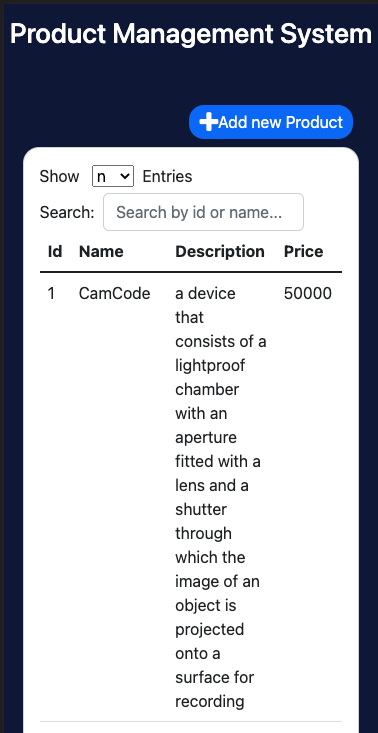 Product Management System
Add new Product
Show n Entries
Search: Search by id or name...
Id Name Description Price
1 CamCode a device 50000
that
consists of a
lightproof
chamber
with an
aperture
fitted with a
lens and a
shutter
through
which the
image of an
object is
projected
onto a
surface for
recording